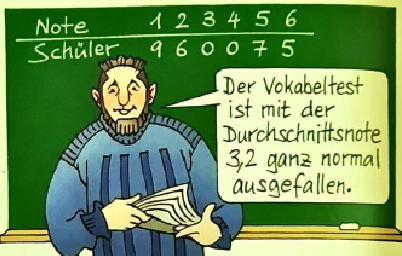 Note 1 2 3 4 5 6
Schüler 9 6 0 0 7 5
Der Vokabeltest
ist mit der
Durchschnittsnote
3,2 ganz normal
ausgefallen.